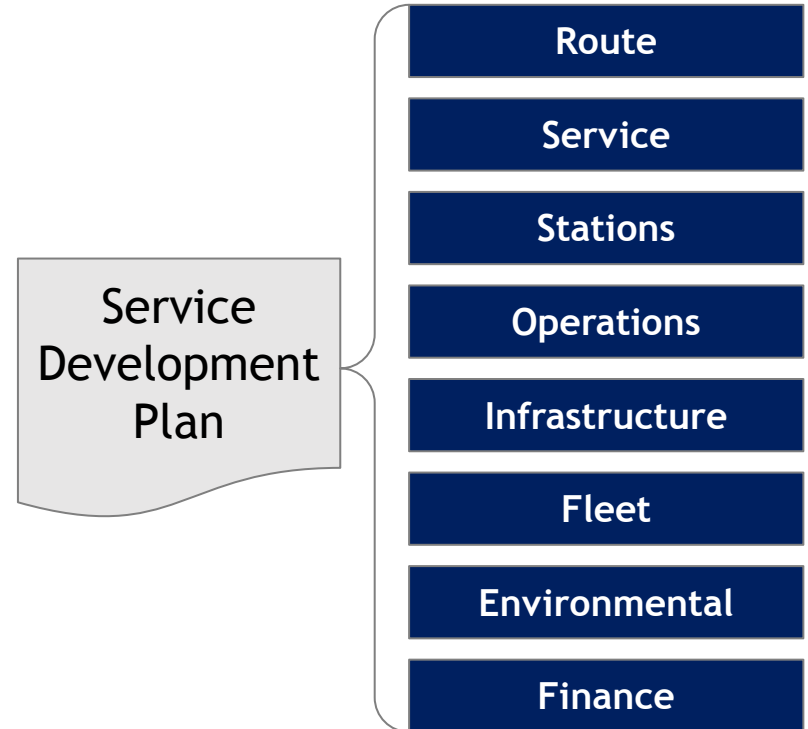 Service
Development
Plan
Route
Service
Stations
Operations
Infrastructure
Fleet
Environmental
Finance